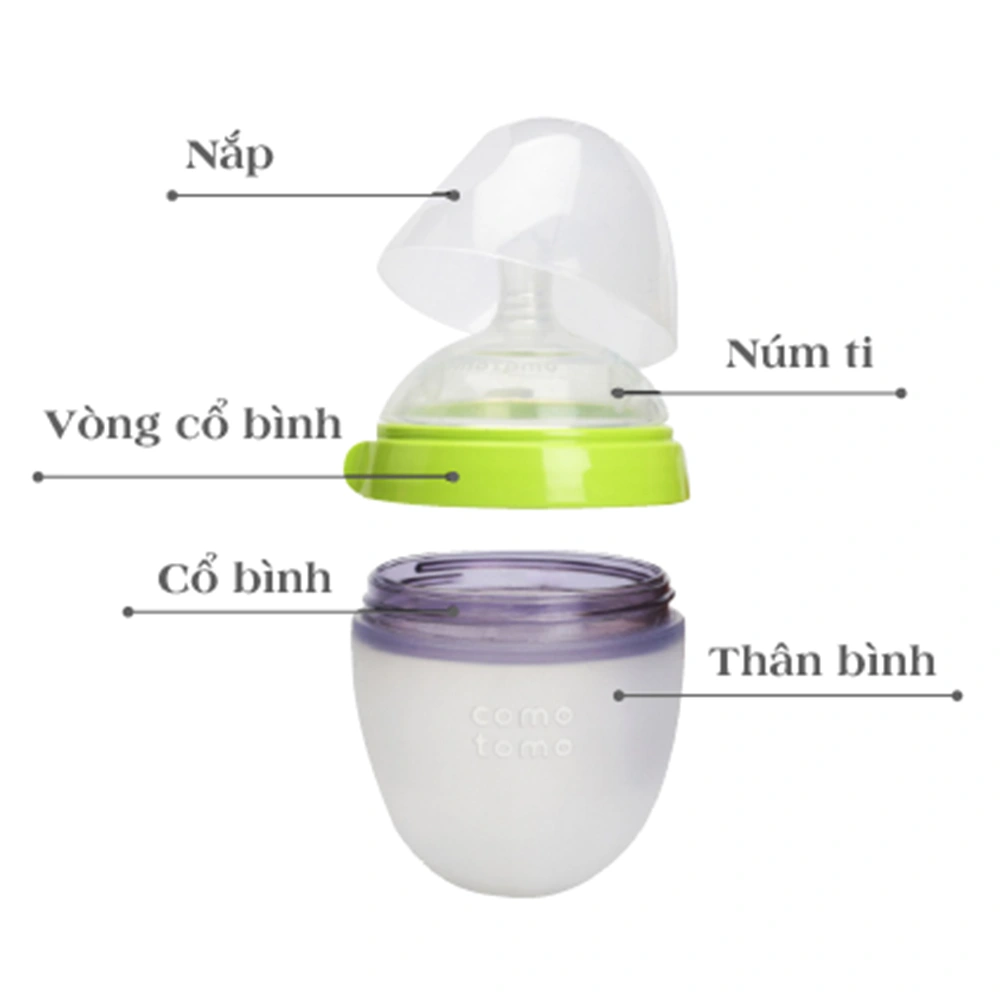 Nắp
Núm ti
Vòng cổ bình
Cổ bình
Thân bình
como
tomo